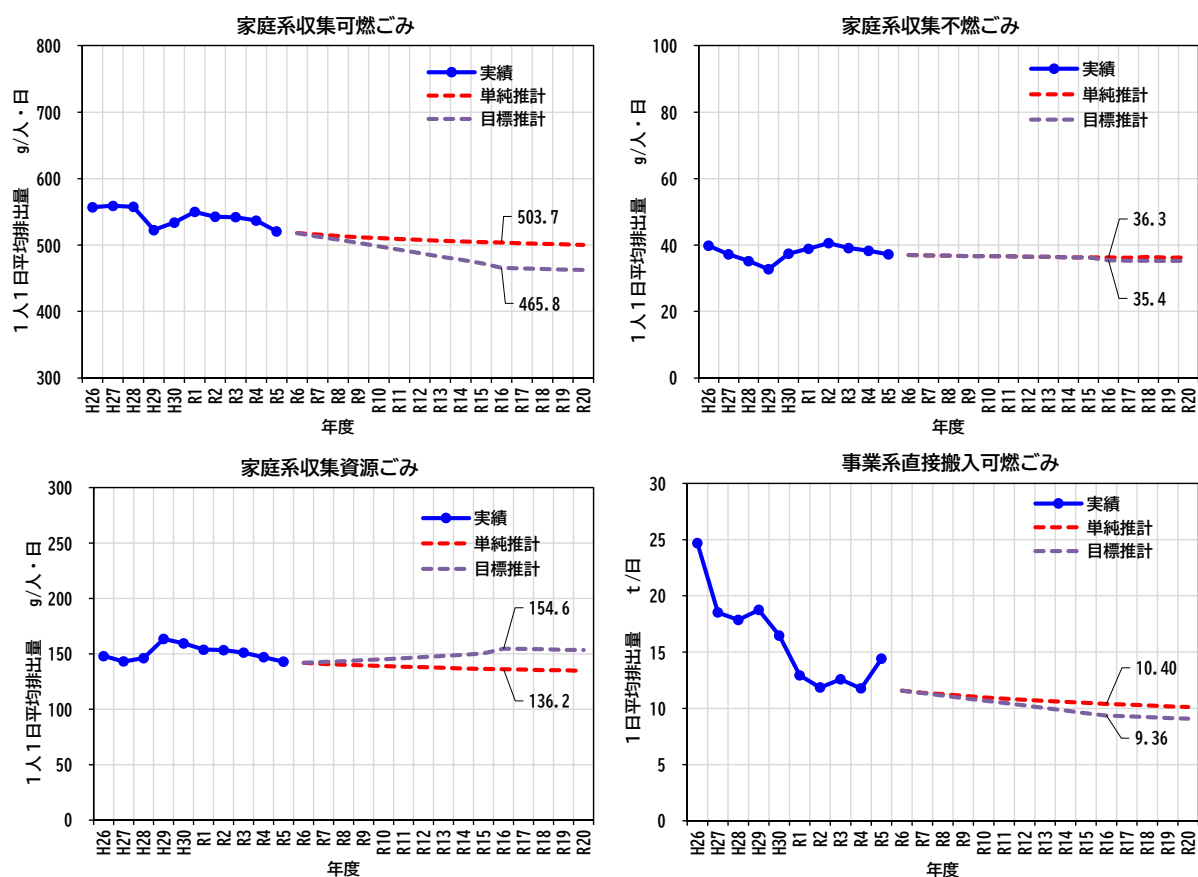 家庭系収集可燃ごみ
800
700
600
500
400
300
1人1日平均排出量 g/人・日
実績
単純推計
目標推計
503.7
465.8
H26 H27 H28 H29 H30 R1 R2 R3 R4 R5 R6 R7 R8 R9 R10 R11 R12 R13 R14 R15 R16 R17 R18 R19 R20
年度
家庭系収集不燃ごみ
100
80
60
40
20
0
1人1日平均排出量 g/人・日
実績
単純推計
目標推計
36.3
35.4
H26 H27 H28 H29 H30 R1 R2 R3 R4 R5 R6 R7 R8 R9 R10 R11 R12 R13 R14 R15 R16 R17 R18 R19 R20
年度
家庭系収集資源ごみ
300
250
200
150
100
50
0
1人1日平均排出量 g/人・日
実績
単純推計
目標推計
154.6
136.2
H26 H27 H28 H29 H30 R1 R2 R3 R4 R5 R6 R7 R8 R9 R10 R11 R12 R13 R14 R15 R16 R17 R18 R19 R20
年度
事業系直接搬入可燃ごみ
30
25
20
15
10
5
0
1日平均排出量 t/日
実績
単純推計
目標推計
10.40
9.36
H26 H27 H28 H29 H30 R1 R2 R3 R4 R5 R6 R7 R8 R9 R10 R11 R12 R13 R14 R15 R16 R17 R18 R19 R20
年度